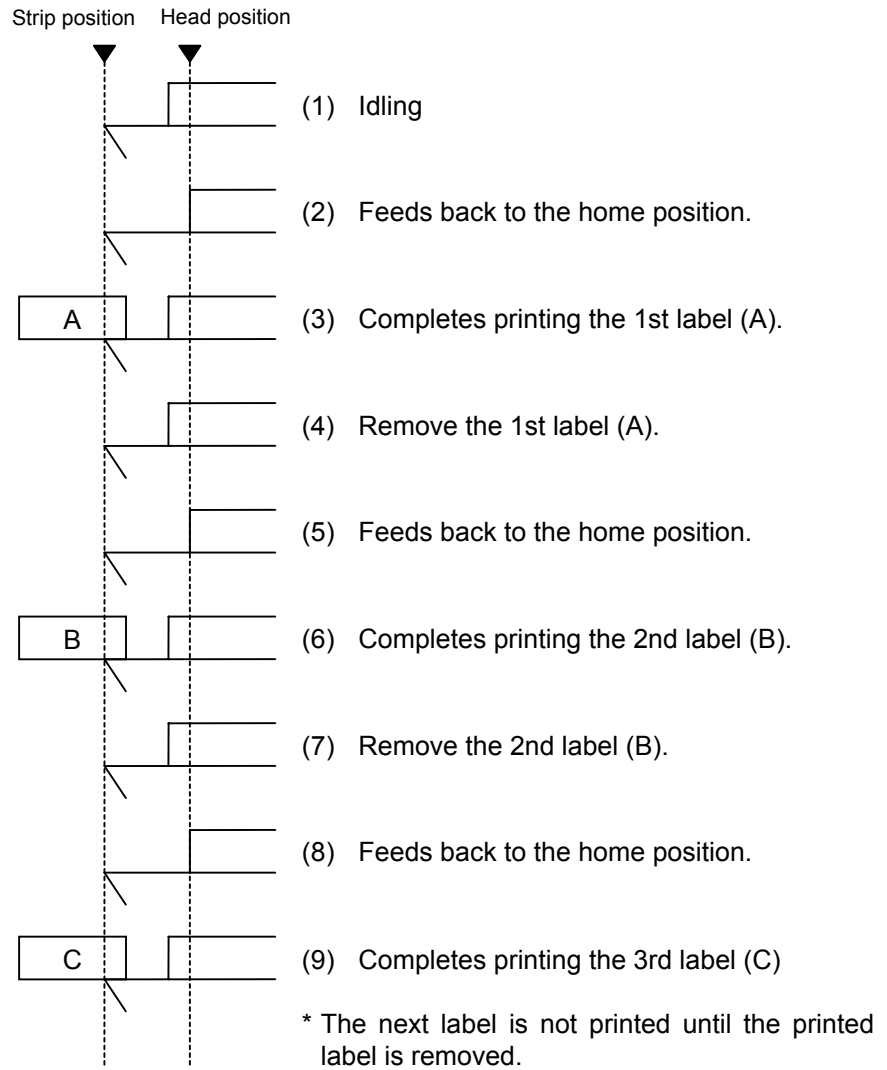 Strip position Head position
(1) Idling
(2) Feeds back to the home position.
A (3) Completes printing the 1st label (A).
(4) Remove the 1st label (A).
(5) Feeds back to the home position.
B (6) Completes printing the 2nd label (B).
(7) Remove the 2nd label (B).
(8) Feeds back to the home position.
C (9) Completes printing the 3rd label (C)
* The next label is not printed until the printed
label is removed.